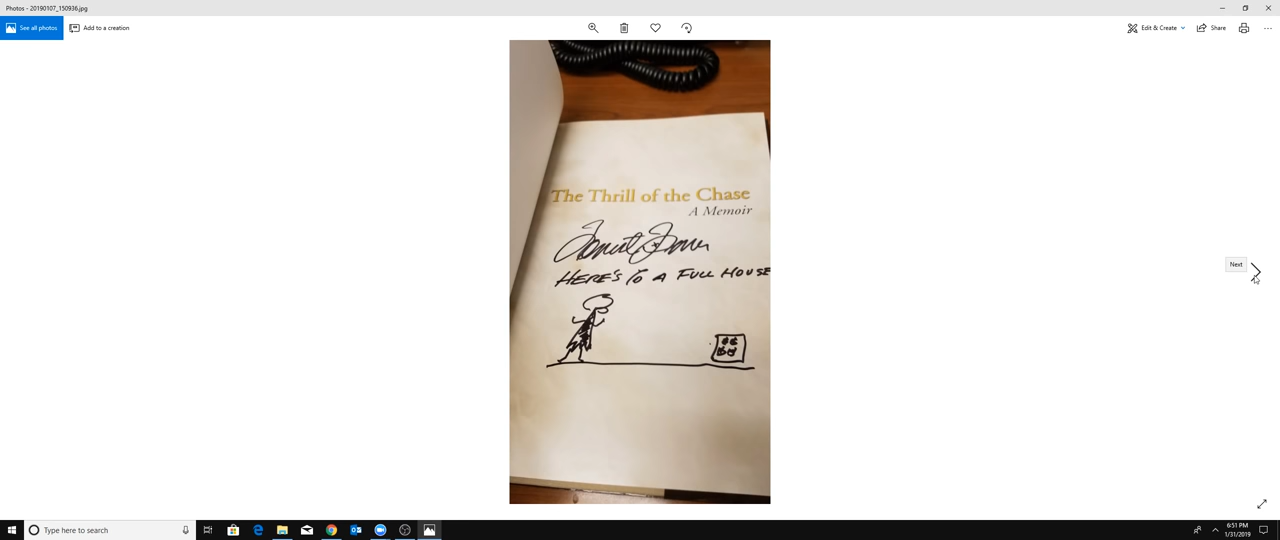 Photos - 20190107_150936.jpg
See all photos
Add to a creation
Edit & Create
Share
The Thrill of the Chase
A Memoir
HERE'S TO A FULL HOUSE
Next
Type here to search
6:51 PM
1/31/2019